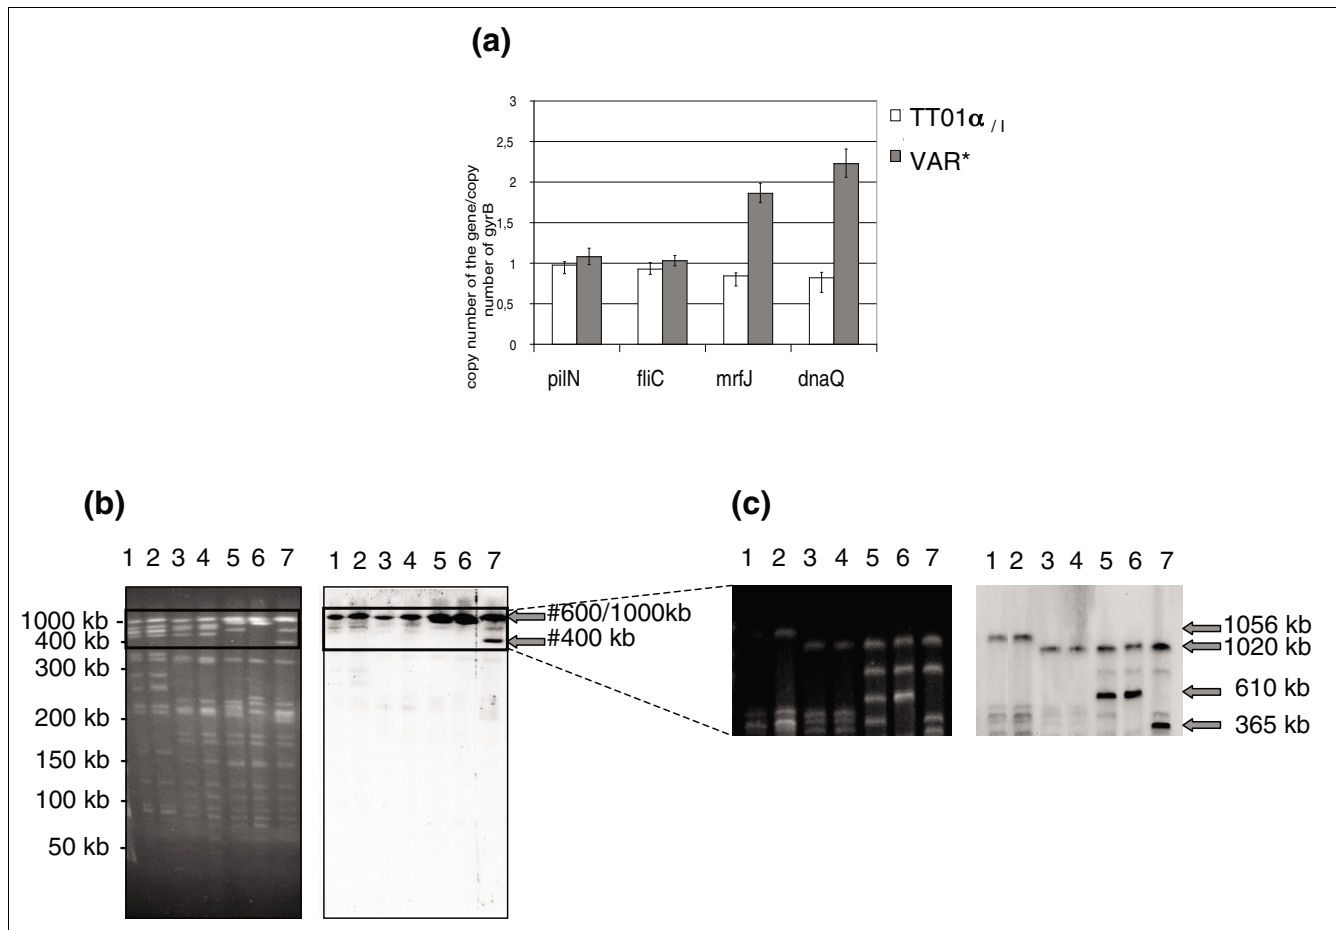 (a)
3
2,5
2
1,5
1
0,5
0
copy number of the gene/copy
number of gyrB
pilN fliC mrfJ dnaQ
TT01α / I
VAR*
(b)
1 2 3 4 5 6 7
1 2 3 4 5 6 7
1000 kb
400 kb
300 kb
200 kb
150 kb
100 kb
50 kb
#600/1000kb
#400 kb
(c)
1 2 3 4 5 6 7
1 2 3 4 5 6 7
1056 kb
1020 kb
610 kb
365 kb